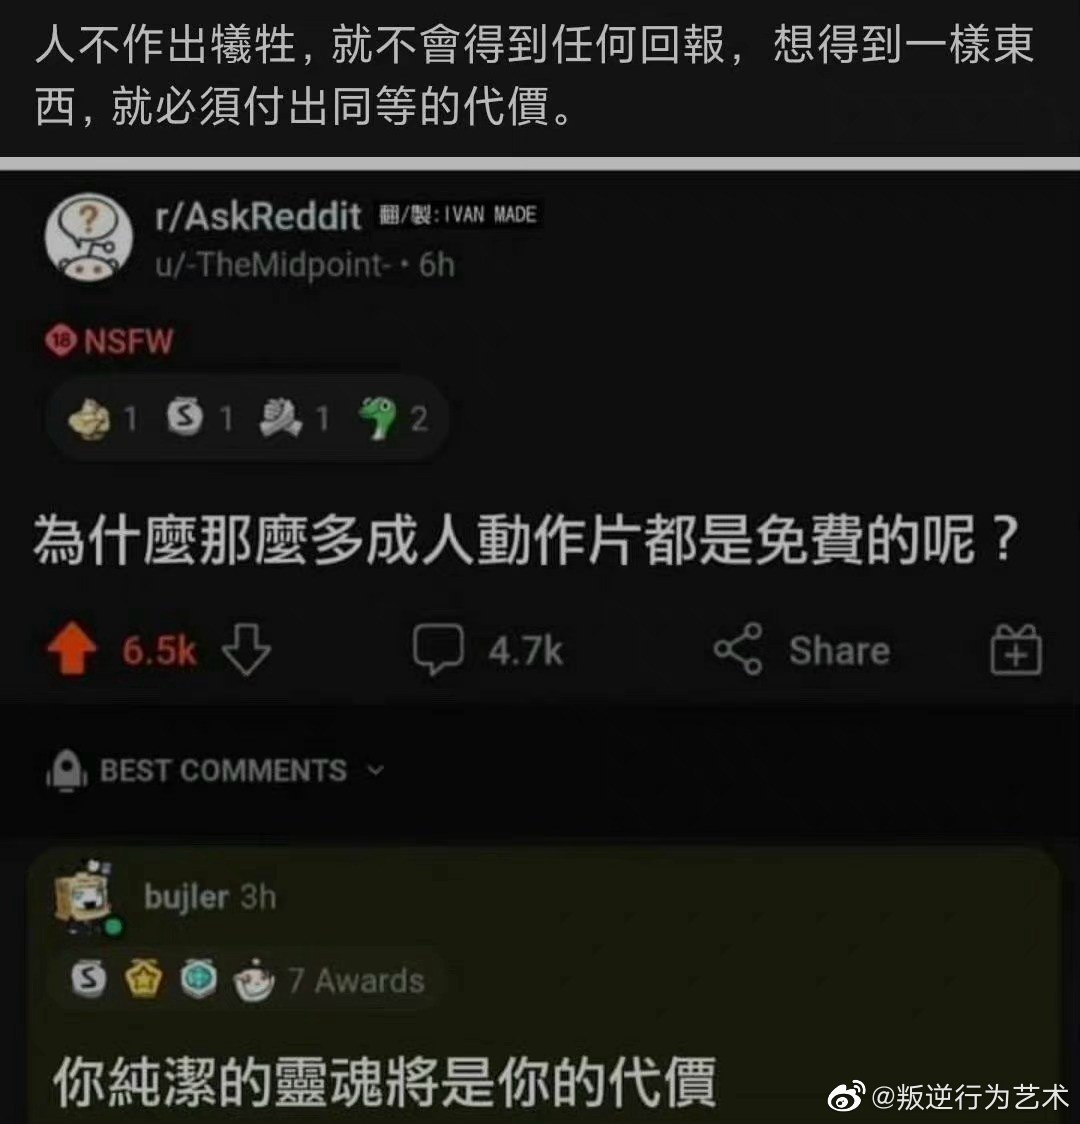 人不作出犧牲，就不會得到任何回報，想得到一樣東
西，就必須付出同等的代價。
r/AskReddit 翻/製:IVAN MADE
u/-TheMidpoint- • 6h
18 NSFW
1 S 1 1 2
為什麼那麼多成人動作片都是免費的呢？
6.5k 4.7k Share
BEST COMMENTS
bujler 3h
S 7 Awards
你純潔的靈魂將是你的代價
@叛逆行为艺术